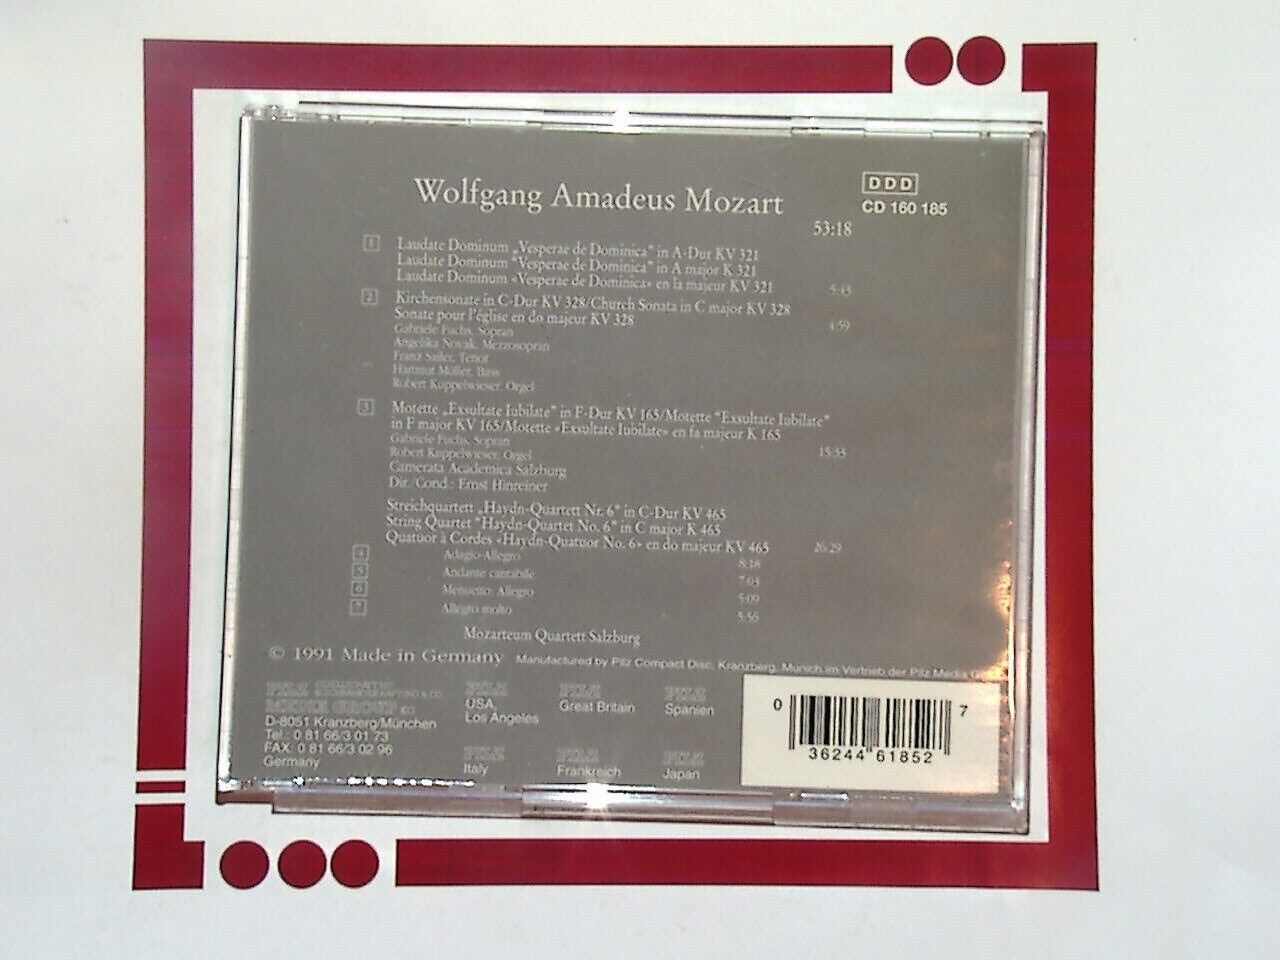 Wolfgang Amadeus Mozart
DDD
CD 160 185
53:18
1 Laudate Dominum „Vesperae de Dominica“ in A-Dur KV 321
Laudate Dominum "Vesperae de Dominica" in A major K 321
Laudate Dominum «Vesperae de Dominica» en la majeur KV 321 5:43
2 Kirchensonate in C-Dur KV 328/Church Sonata in C major KV 328
Sonate pour l'église en do majeur KV 328 4:59
Gabriele Fuchs, Sopran
Angelika Novak, Mezzosopran
Franz Sailer, Tenor
Hartmut Müller, Bass
Robert Kuppelwieser, Orgel
3 Motette „Exsultate Iubilate“ in F-Dur KV 165/Motette "Exsultate Iubilate"
in F major KV 165/Motette «Exsultate Iubilate» en fa majeur K 165 15:33
Gabriele Fuchs, Sopran
Robert Kuppelwieser, Orgel
Camerata Academica Salzburg
Dir./Cond.: Ernst Hinreiner
Streichquartett „Haydn-Quartett Nr. 6“ in C-Dur KV 465
String Quartet "Haydn-Quartet No. 6" in C major K 465
Quatuor à Cordes «Haydn-Quatuor No. 6» en do majeur KV 465 26:29
4 Adagio-Allegro 8:18
5 Andante cantabile 7:03
6 Menuetto: Allegro 5:09
7 Allegro molto 5:56
Mozarteum Quartett Salzburg
© 1991 Made in Germany Manufactured by Pilz Compact Disc, Kranzberg, Munich im Vertrieb der Pilz Media
MEDIA GROUP
D-8051 Kranzberg/München
Tel.: 0 81 66/3 01 73
FAX: 0 81 66/3 02 96
Germany
USA,
Los Angeles
Great Britain
Spanien
Italy
Frankreich
Japan
0 36244 61852 7